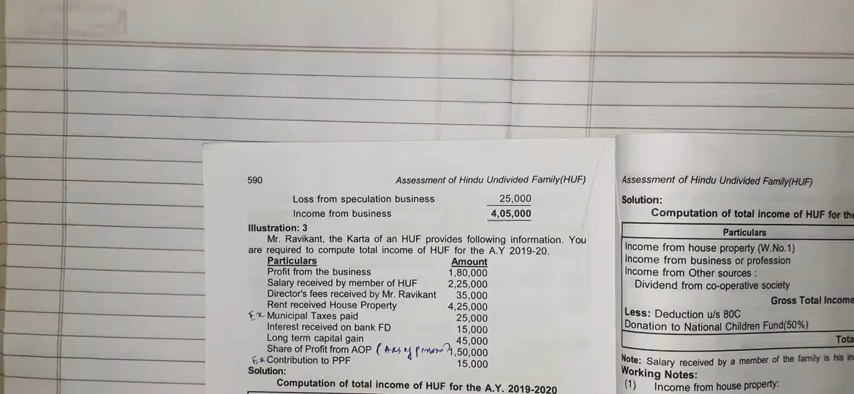 590 Assessment of Hindu Undivided Family(HUF)
Loss from speculation business 25,000
Income from business 4,05,000
Illustration: 3
Mr. Ravikant, the Karta of an HUF provides following information. You
are required to compute total income of HUF for the A.Y 2019-20.
Particulars Amount
Profit from the business 1,80,000
Salary received by member of HUF 2,25,000
Director's fees received by Mr. Ravikant 35,000
Rent received House Property 4,25,000
Ex Municipal Taxes paid 25,000
Interest received on bank FD 15,000
Long term capital gain 45,000
Share of Profit from AOP 1,50,000
Ex Contribution to PPF 15,000
Solution:
Computation of total income of HUF for the A.Y. 2019-2020
Assessment of Hindu Undivided Family(HUF)
Solution:
Computation of total income of HUF for the
Particulars
Income from house property (W.No.1)
Income from business or profession
Income from Other sources :
Dividend from co-operative society
Gross Total Income
Less: Deduction u/s 80C
Donation to National Children Fund(50%)
Tota
Note: Salary received by a member of the family is his in
Working Notes:
(1) Income from house property: